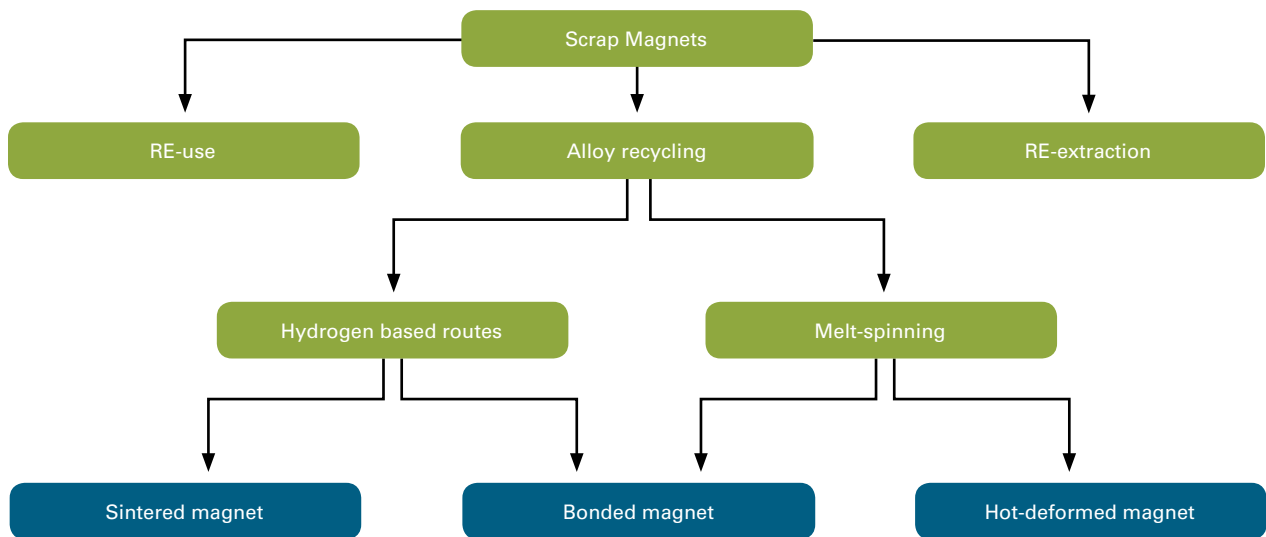 Scrap Magnets
RE-use
Alloy recycling
RE-extraction
Hydrogen based routes
Melt-spinning
Sintered magnet
Bonded magnet
Hot-deformed magnet